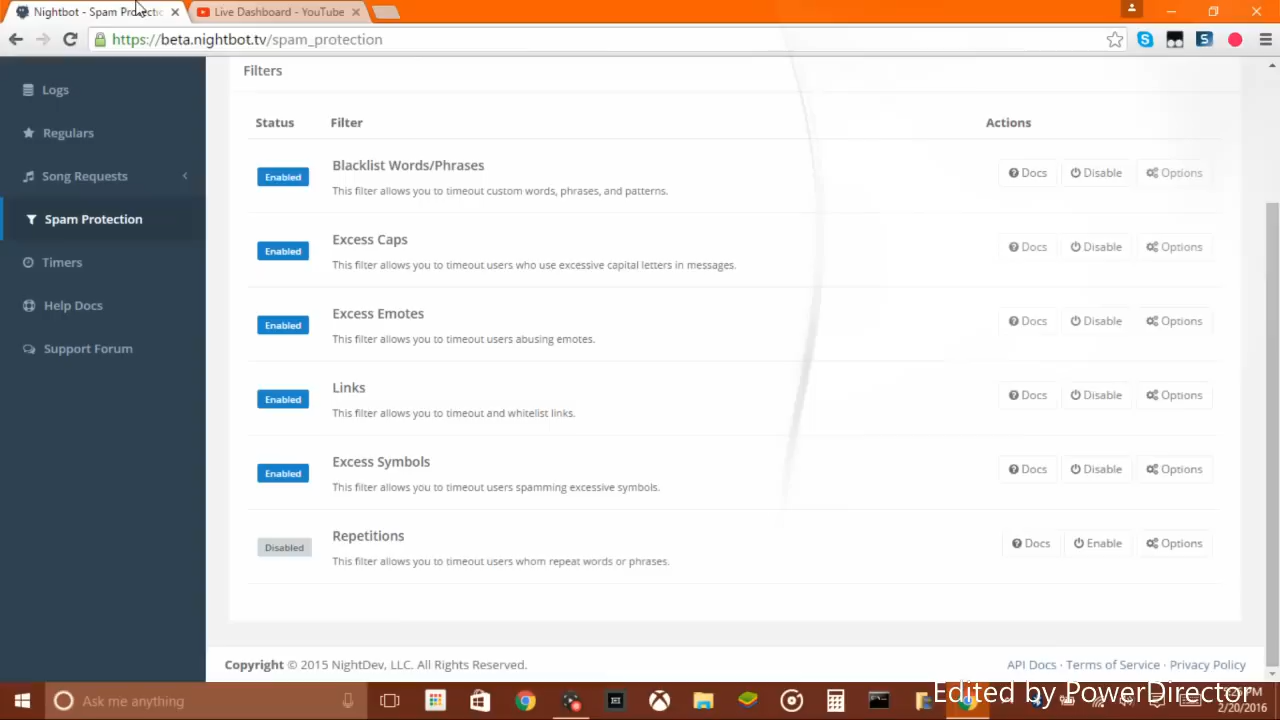 Nightbot - Spam Protectio
Live Dashboard - YouTube
https://beta.nightbot.tv/spam_protection
Logs
Regulars
Song Requests
Spam Protection
Timers
Help Docs
Support Forum
Filters
Status Filter Actions
Enabled Blacklist Words/Phrases Docs Disable Options
This filter allows you to timeout custom words, phrases, and patterns.
Enabled Excess Caps Docs Disable Options
This filter allows you to timeout users who use excessive capital letters in messages.
Enabled Excess Emotes Docs Disable Options
This filter allows you to timeout users abusing emotes.
Enabled Links Docs Disable Options
This filter allows you to timeout and whitelist links.
Enabled Excess Symbols Docs Disable Options
This filter allows you to timeout users spamming excessive symbols.
Disabled Repetitions Docs Enable Options
This filter allows you to timeout users whom repeat words or phrases.
Copyright © 2015 NightDev, LLC. All Rights Reserved.
API Docs · Terms of Service · Privacy Policy
Ask me anything
Edited by PowerDirector
2/20/2016